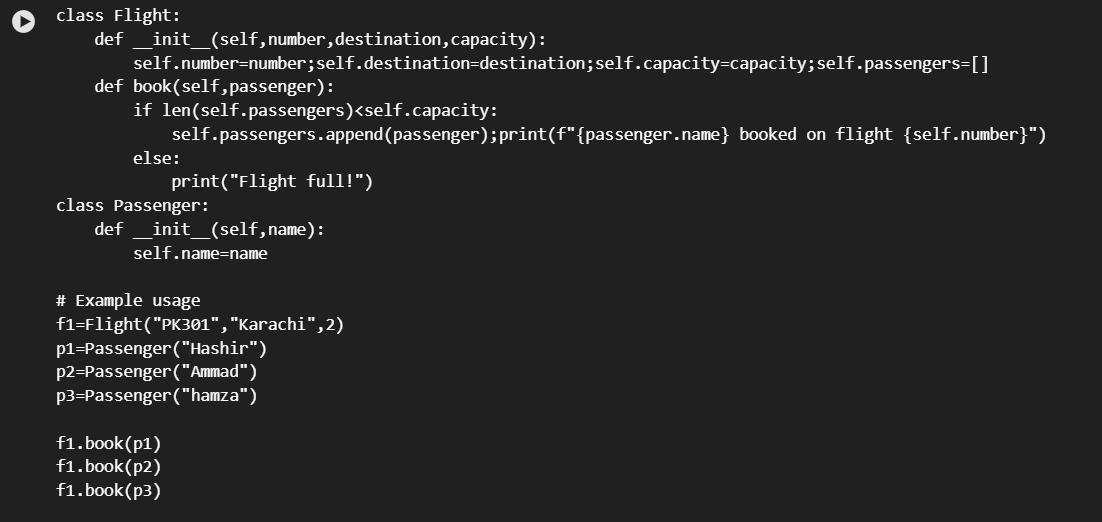 class Flight:
    def __init__(self,number,destination,capacity):
        self.number=number;self.destination=destination;self.capacity=capacity;self.passengers=[]
    def book(self,passenger):
        if len(self.passengers)<self.capacity:
            self.passengers.append(passenger);print(f"{passenger.name} booked on flight {self.number}")
        else:
            print("Flight full!")
class Passenger:
    def __init__(self,name):
        self.name=name

# Example usage
f1=Flight("PK301","Karachi",2)
p1=Passenger("Hashir")
p2=Passenger("Ammad")
p3=Passenger("hamza")

f1.book(p1)
f1.book(p2)
f1.book(p3)